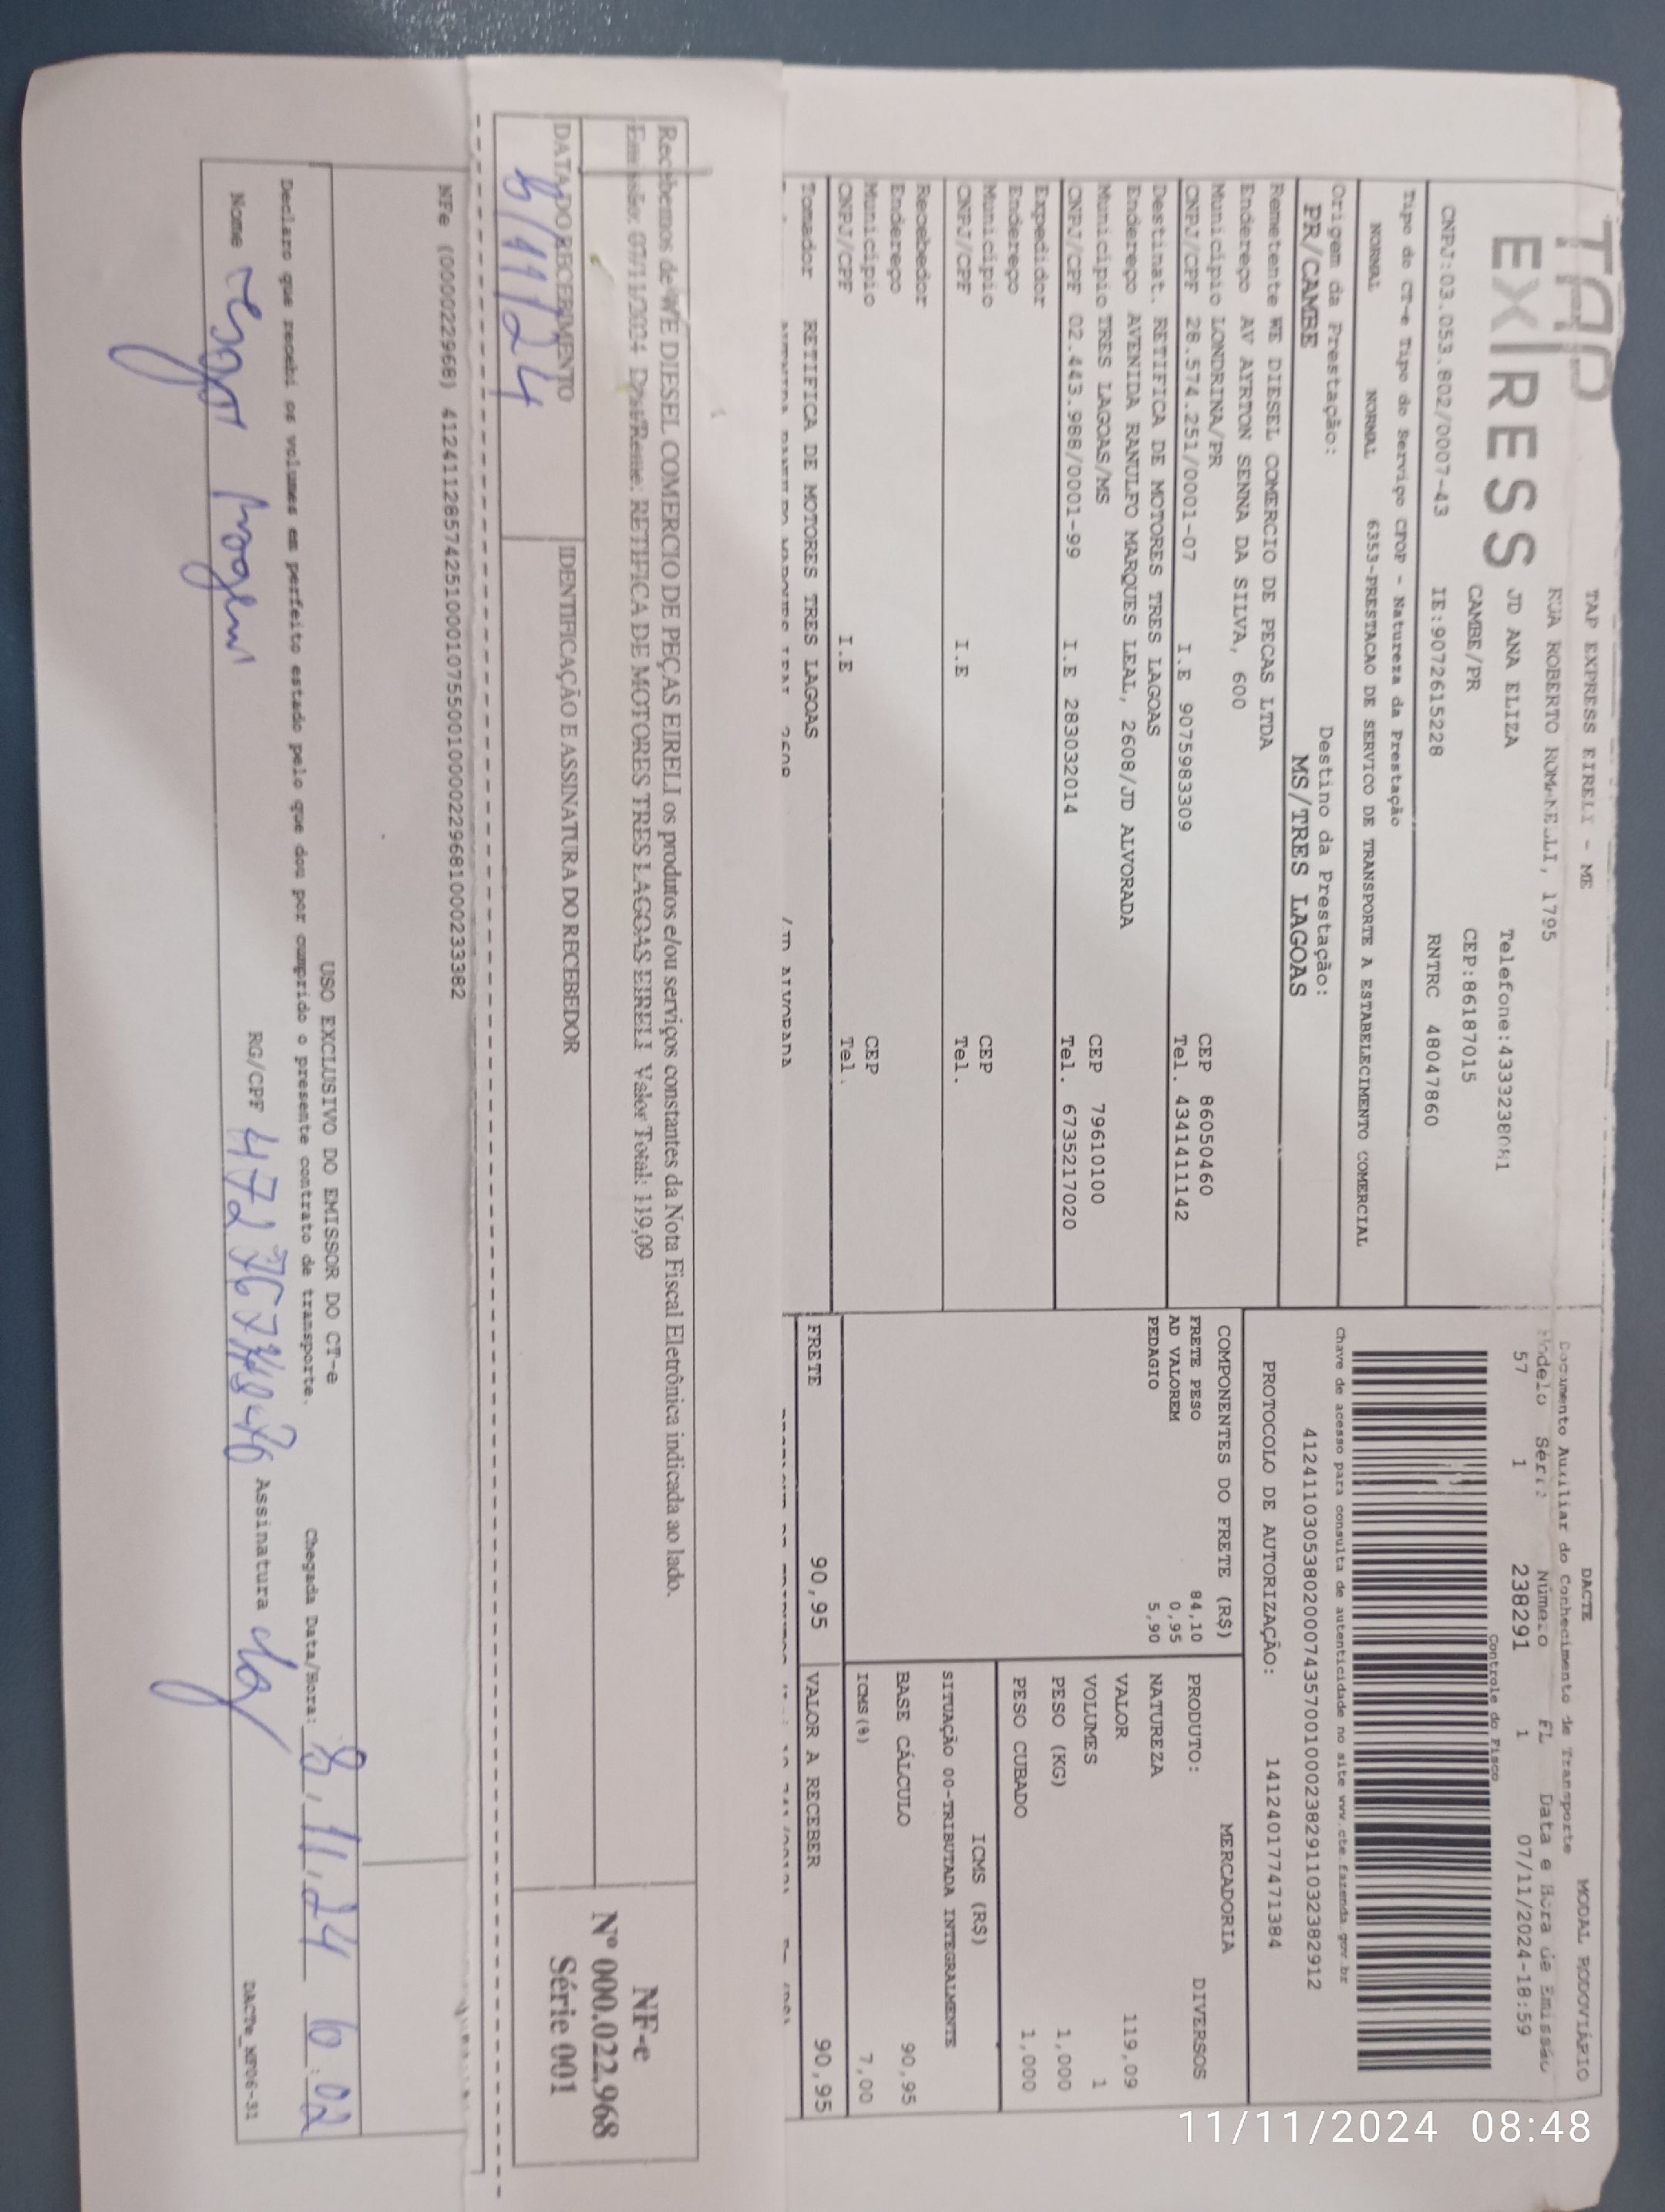 TAP
EXPRESS
TAP EXPRESS EIRELI - ME
RUA ROBERTO ROMANELLI, 1795
JD ANA ELIZA Telefone:4333238081
CAMBE/PR CEP:86187015
CNPJ:03.053.802/0007-43 IE:9072615228 RNTRC 48047860
Tipo do CT-e Tipo do Serviço CFOP - Natureza da Prestação
NORMAL NORMAL 6353-PRESTACAO DE SERVICO DE TRANSPORTE A ESTABELECIMENTO COMERCIAL
Origem da Prestação: Destino da Prestação:
PR/CAMBE MS/TRES LAGOAS
Remetente WE DIESEL COMERCIO DE PECAS LTDA
Endereço AV AYRTON SENNA DA SILVA, 600
Município LONDRINA/PR CEP 86050460
CNPJ/CPF 28.574.251/0001-07 I.E 9075983309 Tel. 4341411142
Destinat. RETIFICA DE MOTORES TRES LAGOAS
Endereço AVENIDA RANULFO MARQUES LEAL, 2608/JD ALVORADA
Município TRES LAGOAS/MS CEP 79610100
CNPJ/CPF 02.443.988/0001-99 I.E 283032014 Tel. 6735217020
Expedidor
Endereço
Município CEP
CNPJ/CPF I.E Tel.
Recebedor
Endereço
Município CEP
CNPJ/CPF I.E Tel.
Tomador RETIFICA DE MOTORES TRES LAGOAS
DACTE MODAL RODOVIÁRIO
Documento Auxiliar do Conhecimento de Transporte
Modelo Série Número FL Data e Hora de Emissão
57 1 238291 1 07/11/2024-18:59
Controle do Fisco
Chave de acesso para consulta de autenticidade no site www.cte.fazenda.gov.br
41241103053802000743570010002382911032382912
PROTOCOLO DE AUTORIZAÇÃO: 141240177471384
COMPONENTES DO FRETE (R$)
FRETE PESO 84,10
AD VALOREM 0,95
PEDAGIO 5,90
MERCADORIA
PRODUTO: DIVERSOS
NATUREZA
VALOR 119,09
VOLUMES 1
PESO (KG) 1,000
PESO CUBADO 1,000
ICMS (R$)
SITUAÇÃO 00-TRIBUTADA INTEGRALMENTE
BASE CÁLCULO 90,95
ICMS(%) 7,00
FRETE 90,95 VALOR A RECEBER 90,95
Recebemos de WE DIESEL COMERCIO DE PEÇAS EIRELI os produtos e/ou serviços constantes da Nota Fiscal Eletrônica indicada ao lado.
Emissão: 07/11/2024 Dest/Reme: RETIFICA DE MOTORES TRES LAGOAS EIRELI Valor Total: 119,09
DATA DO RECEBIMENTO IDENTIFICAÇÃO E ASSINATURA DO RECEBEDOR
/11/24
NF-e
Nº 000.022.968
Série 001
NFe (000022968) 41241128574251000107550010000229681000233382
USO EXCLUSIVO DO EMISSOR DO CT-e
Declaro que recebi os volumes em perfeito estado pelo que dou por cumprido o presente contrato de transporte. Chegada Data/Hora: 8,11,24
Nome RG/CPF Assinatura
DACTe_MF06-31
11/11/2024 08:48